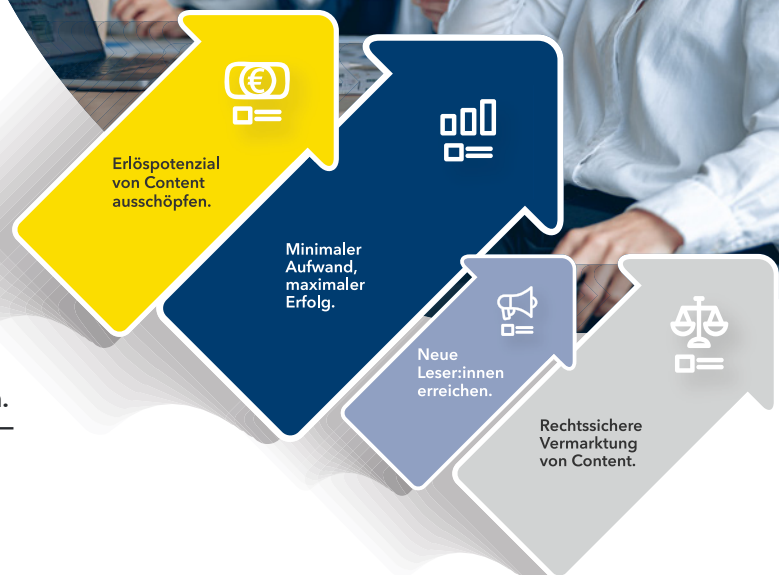 Erlöspotenzial
von Content
ausschöpfen.
Minimaler
Aufwand,
maximaler
Erfolg.
Neue
Leser:innen
erreichen.
Rechtssichere
Vermarktung
von Content.